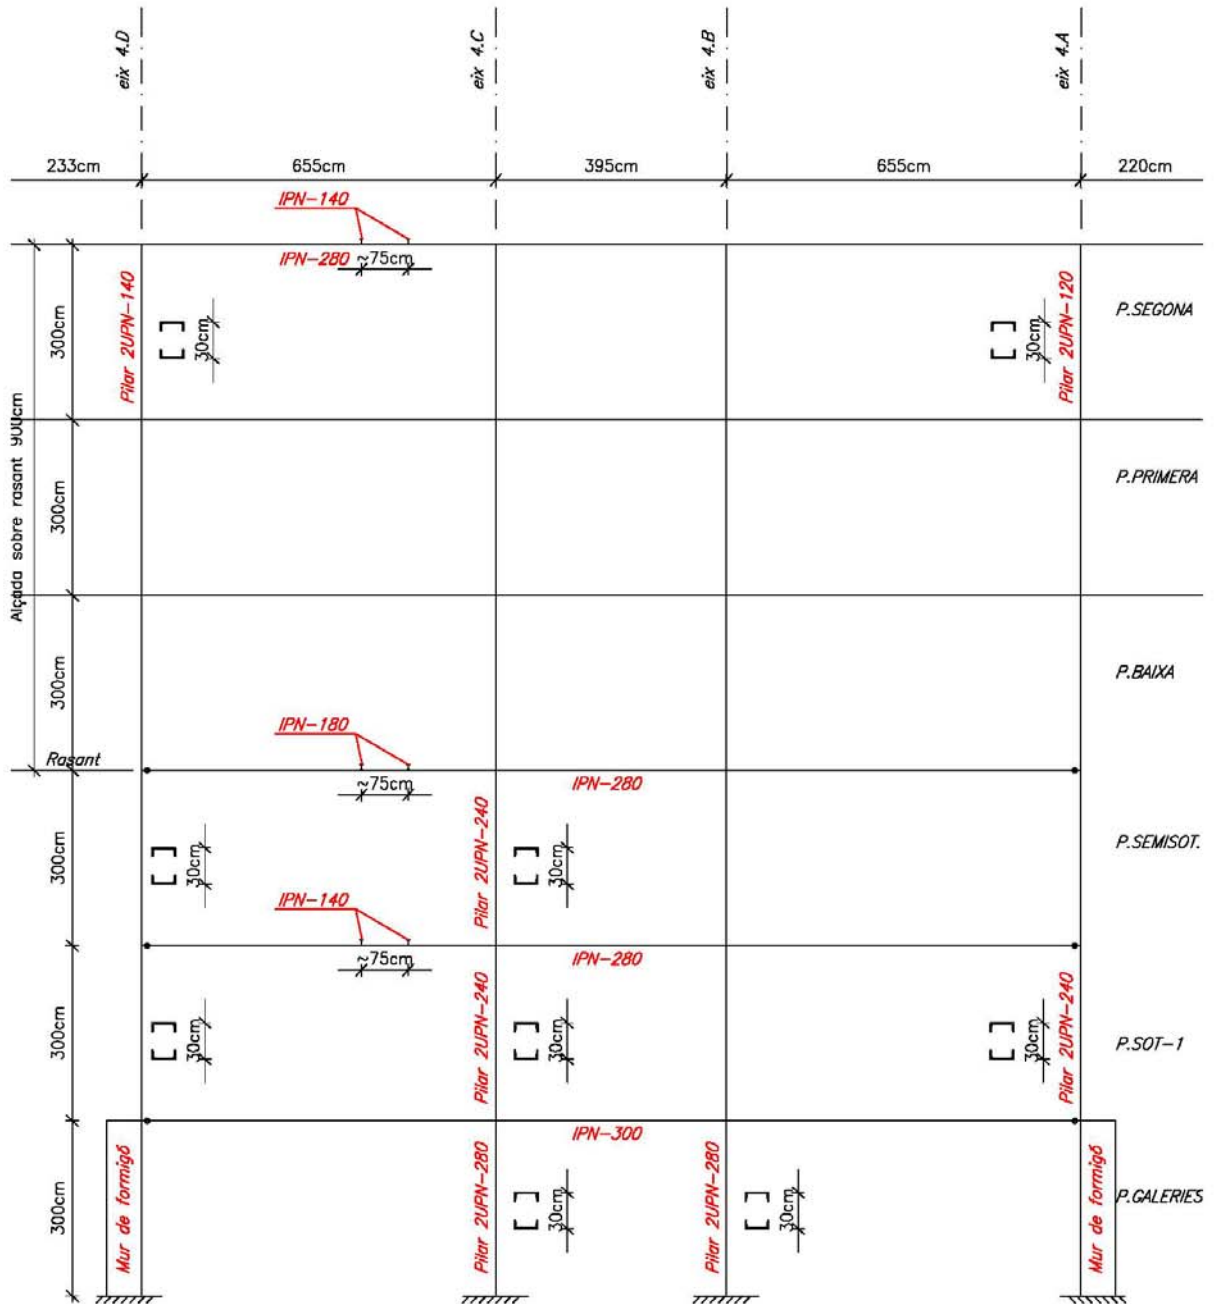 eix 4.D
eix 4.C
eix 4.B
eix 4.A
233cm
655cm
395cm
655cm
220cm
IPN-140
IPN-280
~75cm
Pilar 2UPN-140
30cm
30cm
Pilar 2UPN-120
P.SEGONA
300cm
Alçada sobre rasant 900cm
300cm
P.PRIMERA
300cm
P.BAIXA
IPN-180
Rasant
~75cm
IPN-280
300cm
30cm
Pilar 2UPN-240
30cm
P.SEMISOT.
IPN-140
~75cm
IPN-280
300cm
30cm
Pilar 2UPN-240
30cm
30cm
Pilar 2UPN-240
P.SOT-1
IPN-300
300cm
Mur de formigó
Pilar 2UPN-280
30cm
Pilar 2UPN-280
30cm
Mur de formigó
P.GALERIES